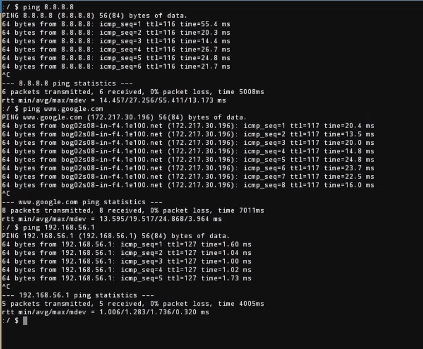 :/ $ ping 8.8.8.8
PING 8.8.8.8 (8.8.8.8) 56(84) bytes of data.
64 bytes from 8.8.8.8: icmp_seq=1 ttl=116 time=55.4 ms
64 bytes from 8.8.8.8: icmp_seq=2 ttl=116 time=20.3 ms
64 bytes from 8.8.8.8: icmp_seq=3 ttl=116 time=14.4 ms
64 bytes from 8.8.8.8: icmp_seq=4 ttl=116 time=26.7 ms
64 bytes from 8.8.8.8: icmp_seq=5 ttl=116 time=24.8 ms
64 bytes from 8.8.8.8: icmp_seq=6 ttl=116 time=21.7 ms
^C
--- 8.8.8.8 ping statistics ---
6 packets transmitted, 6 received, 0% packet loss, time 5008ms
rtt min/avg/max/mdev = 14.457/27.256/55.411/13.173 ms
:/ $ ping www.google.com
PING www.google.com (172.217.30.196) 56(84) bytes of data.
64 bytes from bog02s08-in-f4.1e100.net (172.217.30.196): icmp_seq=1 ttl=117 time=20.4 ms
64 bytes from bog02s08-in-f4.1e100.net (172.217.30.196): icmp_seq=2 ttl=117 time=13.5 ms
64 bytes from bog02s08-in-f4.1e100.net (172.217.30.196): icmp_seq=3 ttl=117 time=20.0 ms
64 bytes from bog02s08-in-f4.1e100.net (172.217.30.196): icmp_seq=4 ttl=117 time=14.8 ms
64 bytes from bog02s08-in-f4.1e100.net (172.217.30.196): icmp_seq=5 ttl=117 time=24.8 ms
64 bytes from bog02s08-in-f4.1e100.net (172.217.30.196): icmp_seq=6 ttl=117 time=23.7 ms
64 bytes from bog02s08-in-f4.1e100.net (172.217.30.196): icmp_seq=7 ttl=117 time=22.5 ms
64 bytes from bog02s08-in-f4.1e100.net (172.217.30.196): icmp_seq=8 ttl=117 time=16.0 ms
^C
--- www.google.com ping statistics ---
8 packets transmitted, 8 received, 0% packet loss, time 7011ms
rtt min/avg/max/mdev = 13.595/19.517/24.868/3.964 ms
:/ $ ping 192.168.56.1
PING 192.168.56.1 (192.168.56.1) 56(84) bytes of data.
64 bytes from 192.168.56.1: icmp_seq=1 ttl=127 time=1.60 ms
64 bytes from 192.168.56.1: icmp_seq=2 ttl=127 time=1.04 ms
64 bytes from 192.168.56.1: icmp_seq=3 ttl=127 time=1.00 ms
64 bytes from 192.168.56.1: icmp_seq=4 ttl=127 time=1.02 ms
64 bytes from 192.168.56.1: icmp_seq=5 ttl=127 time=1.73 ms
^C
--- 192.168.56.1 ping statistics ---
5 packets transmitted, 5 received, 0% packet loss, time 4005ms
rtt min/avg/max/mdev = 1.006/1.283/1.736/0.320 ms
:/ $